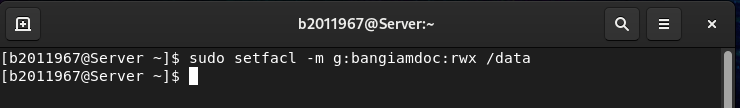 b2011967@Server:~
[b2011967@Server ~]$ sudo setfacl -m g:bangiamdoc:rwx /data
[b2011967@Server ~]$